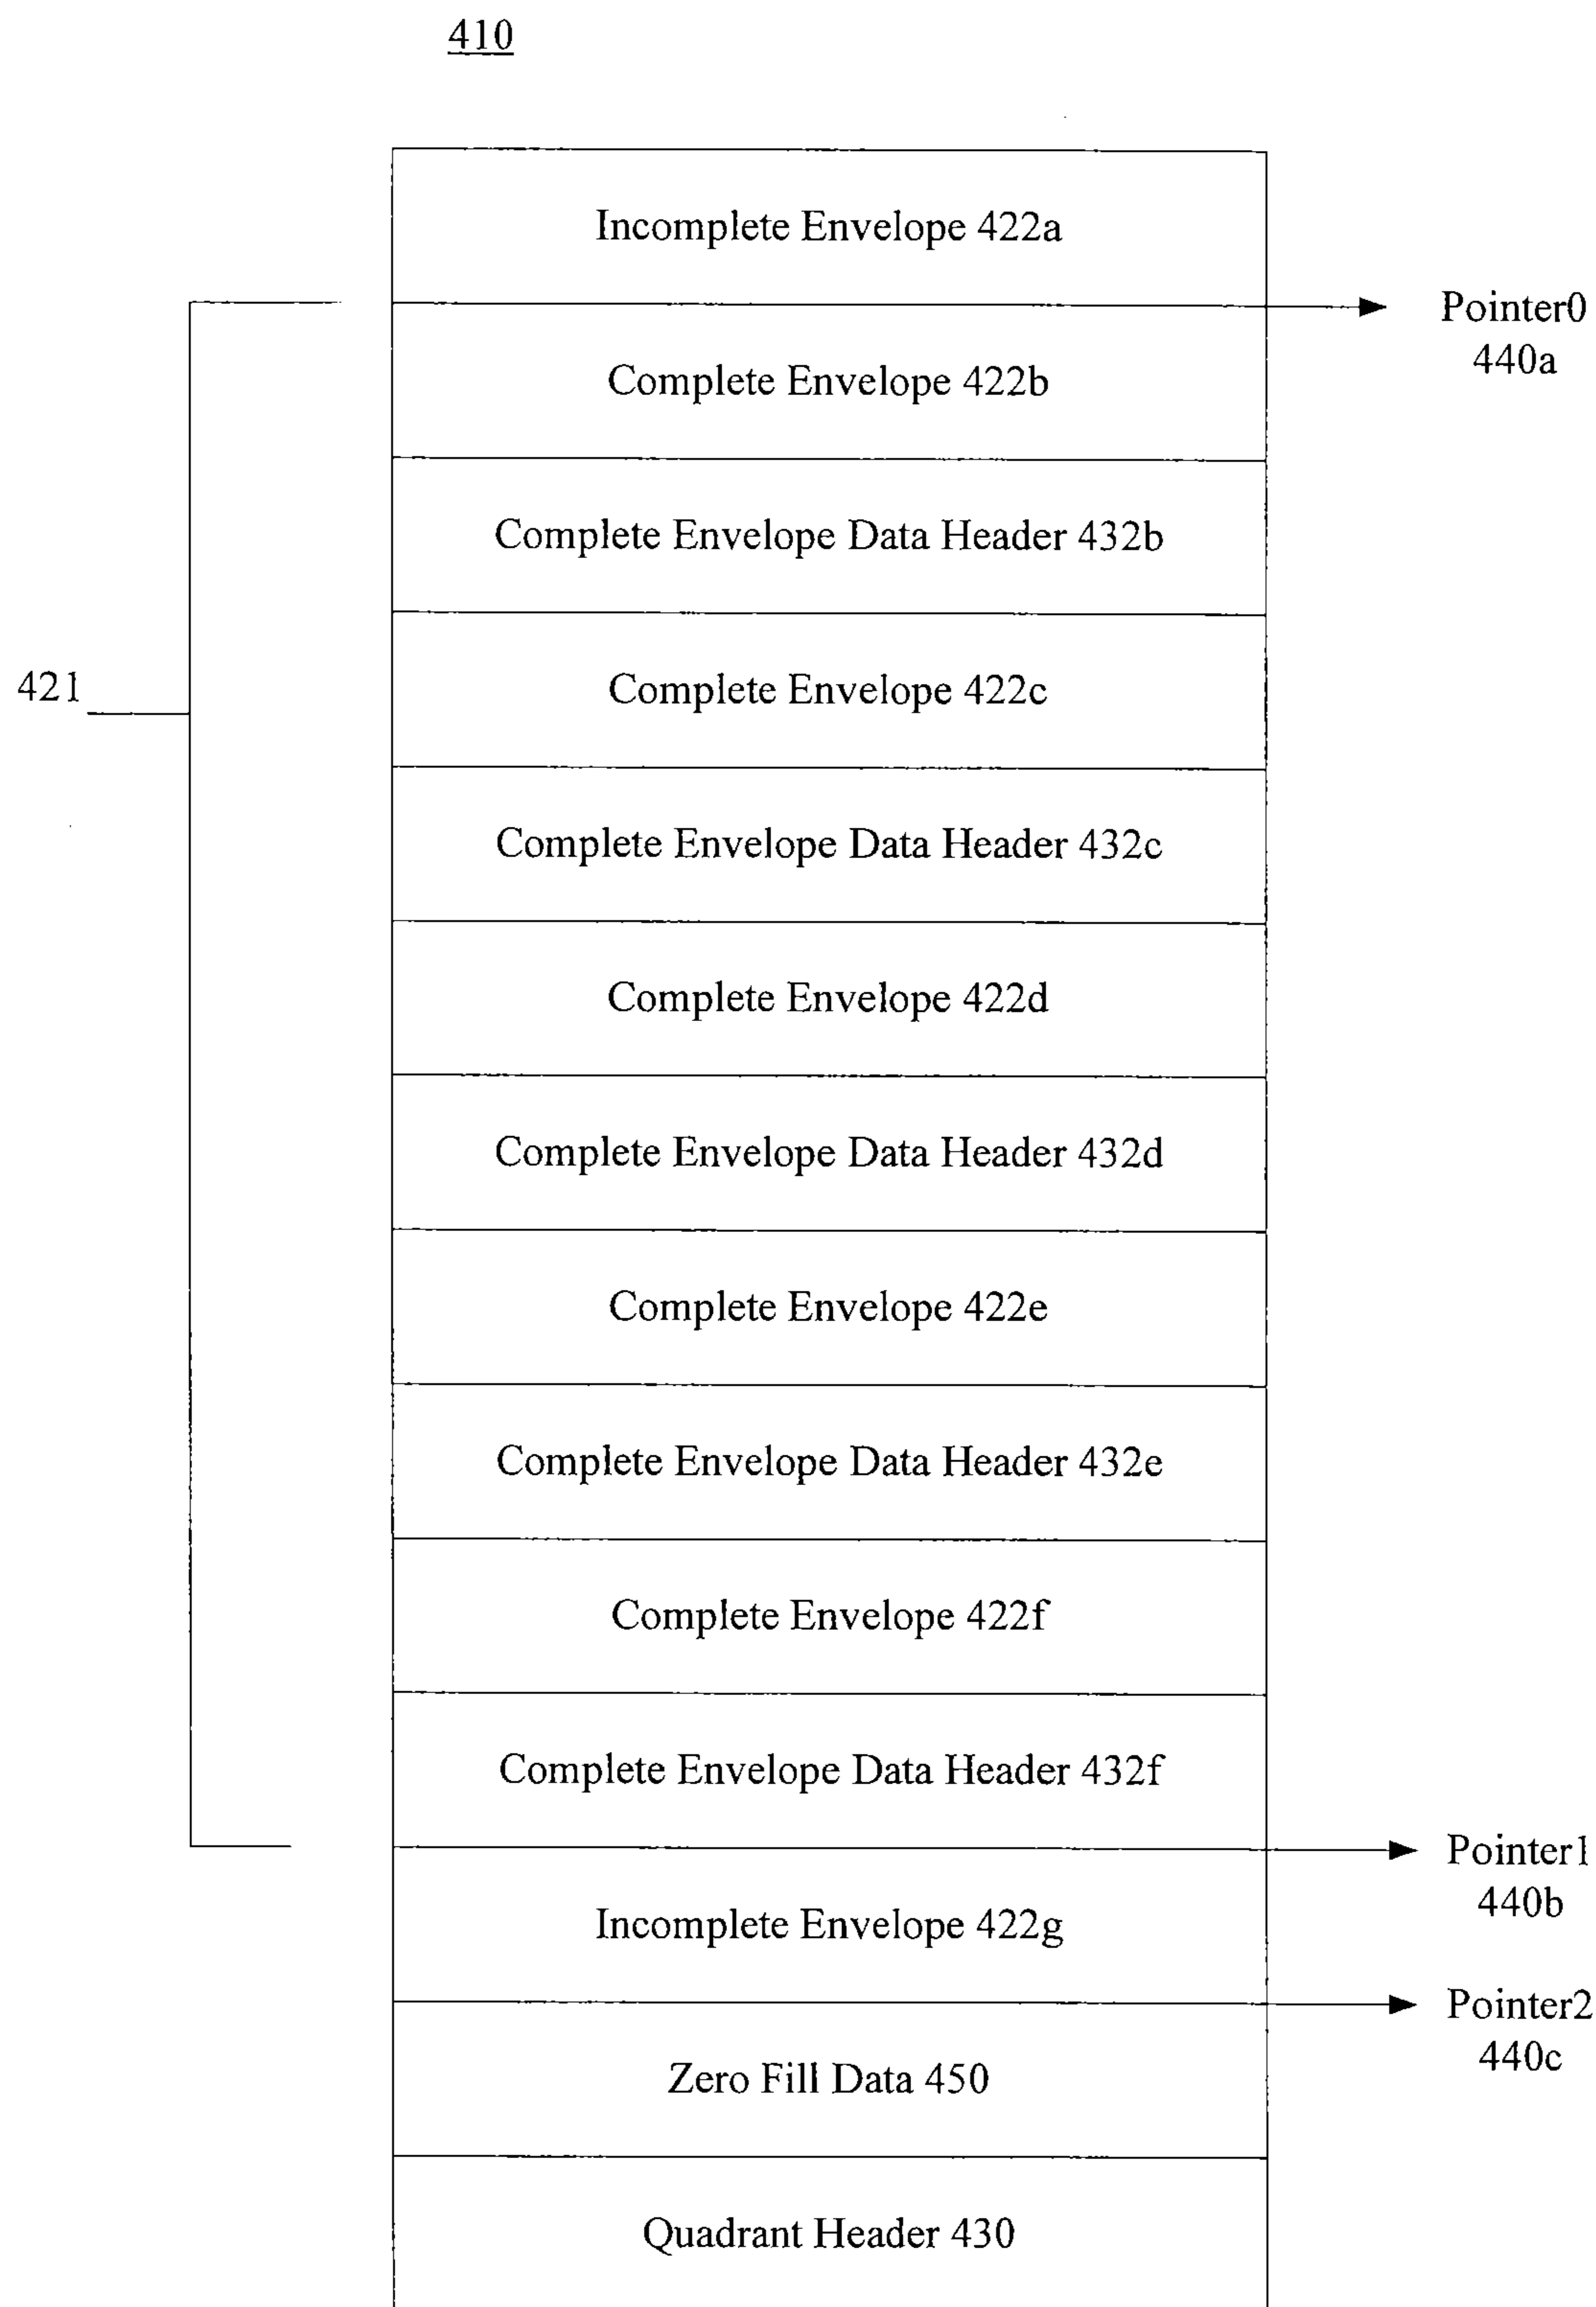 410
Incomplete Envelope 422a
Pointer0
440a
Complete Envelope 422b
Complete Envelope Data Header 432b
421
Complete Envelope 422c
Complete Envelope Data Header 432c
Complete Envelope 422d
Complete Envelope Data Header 432d
Complete Envelope 422e
Complete Envelope Data Header 432e
Complete Envelope 422f
Complete Envelope Data Header 432f
Pointer1
440b
Incomplete Envelope 422g
Pointer2
440c
Zero Fill Data 450
Quadrant Header 430